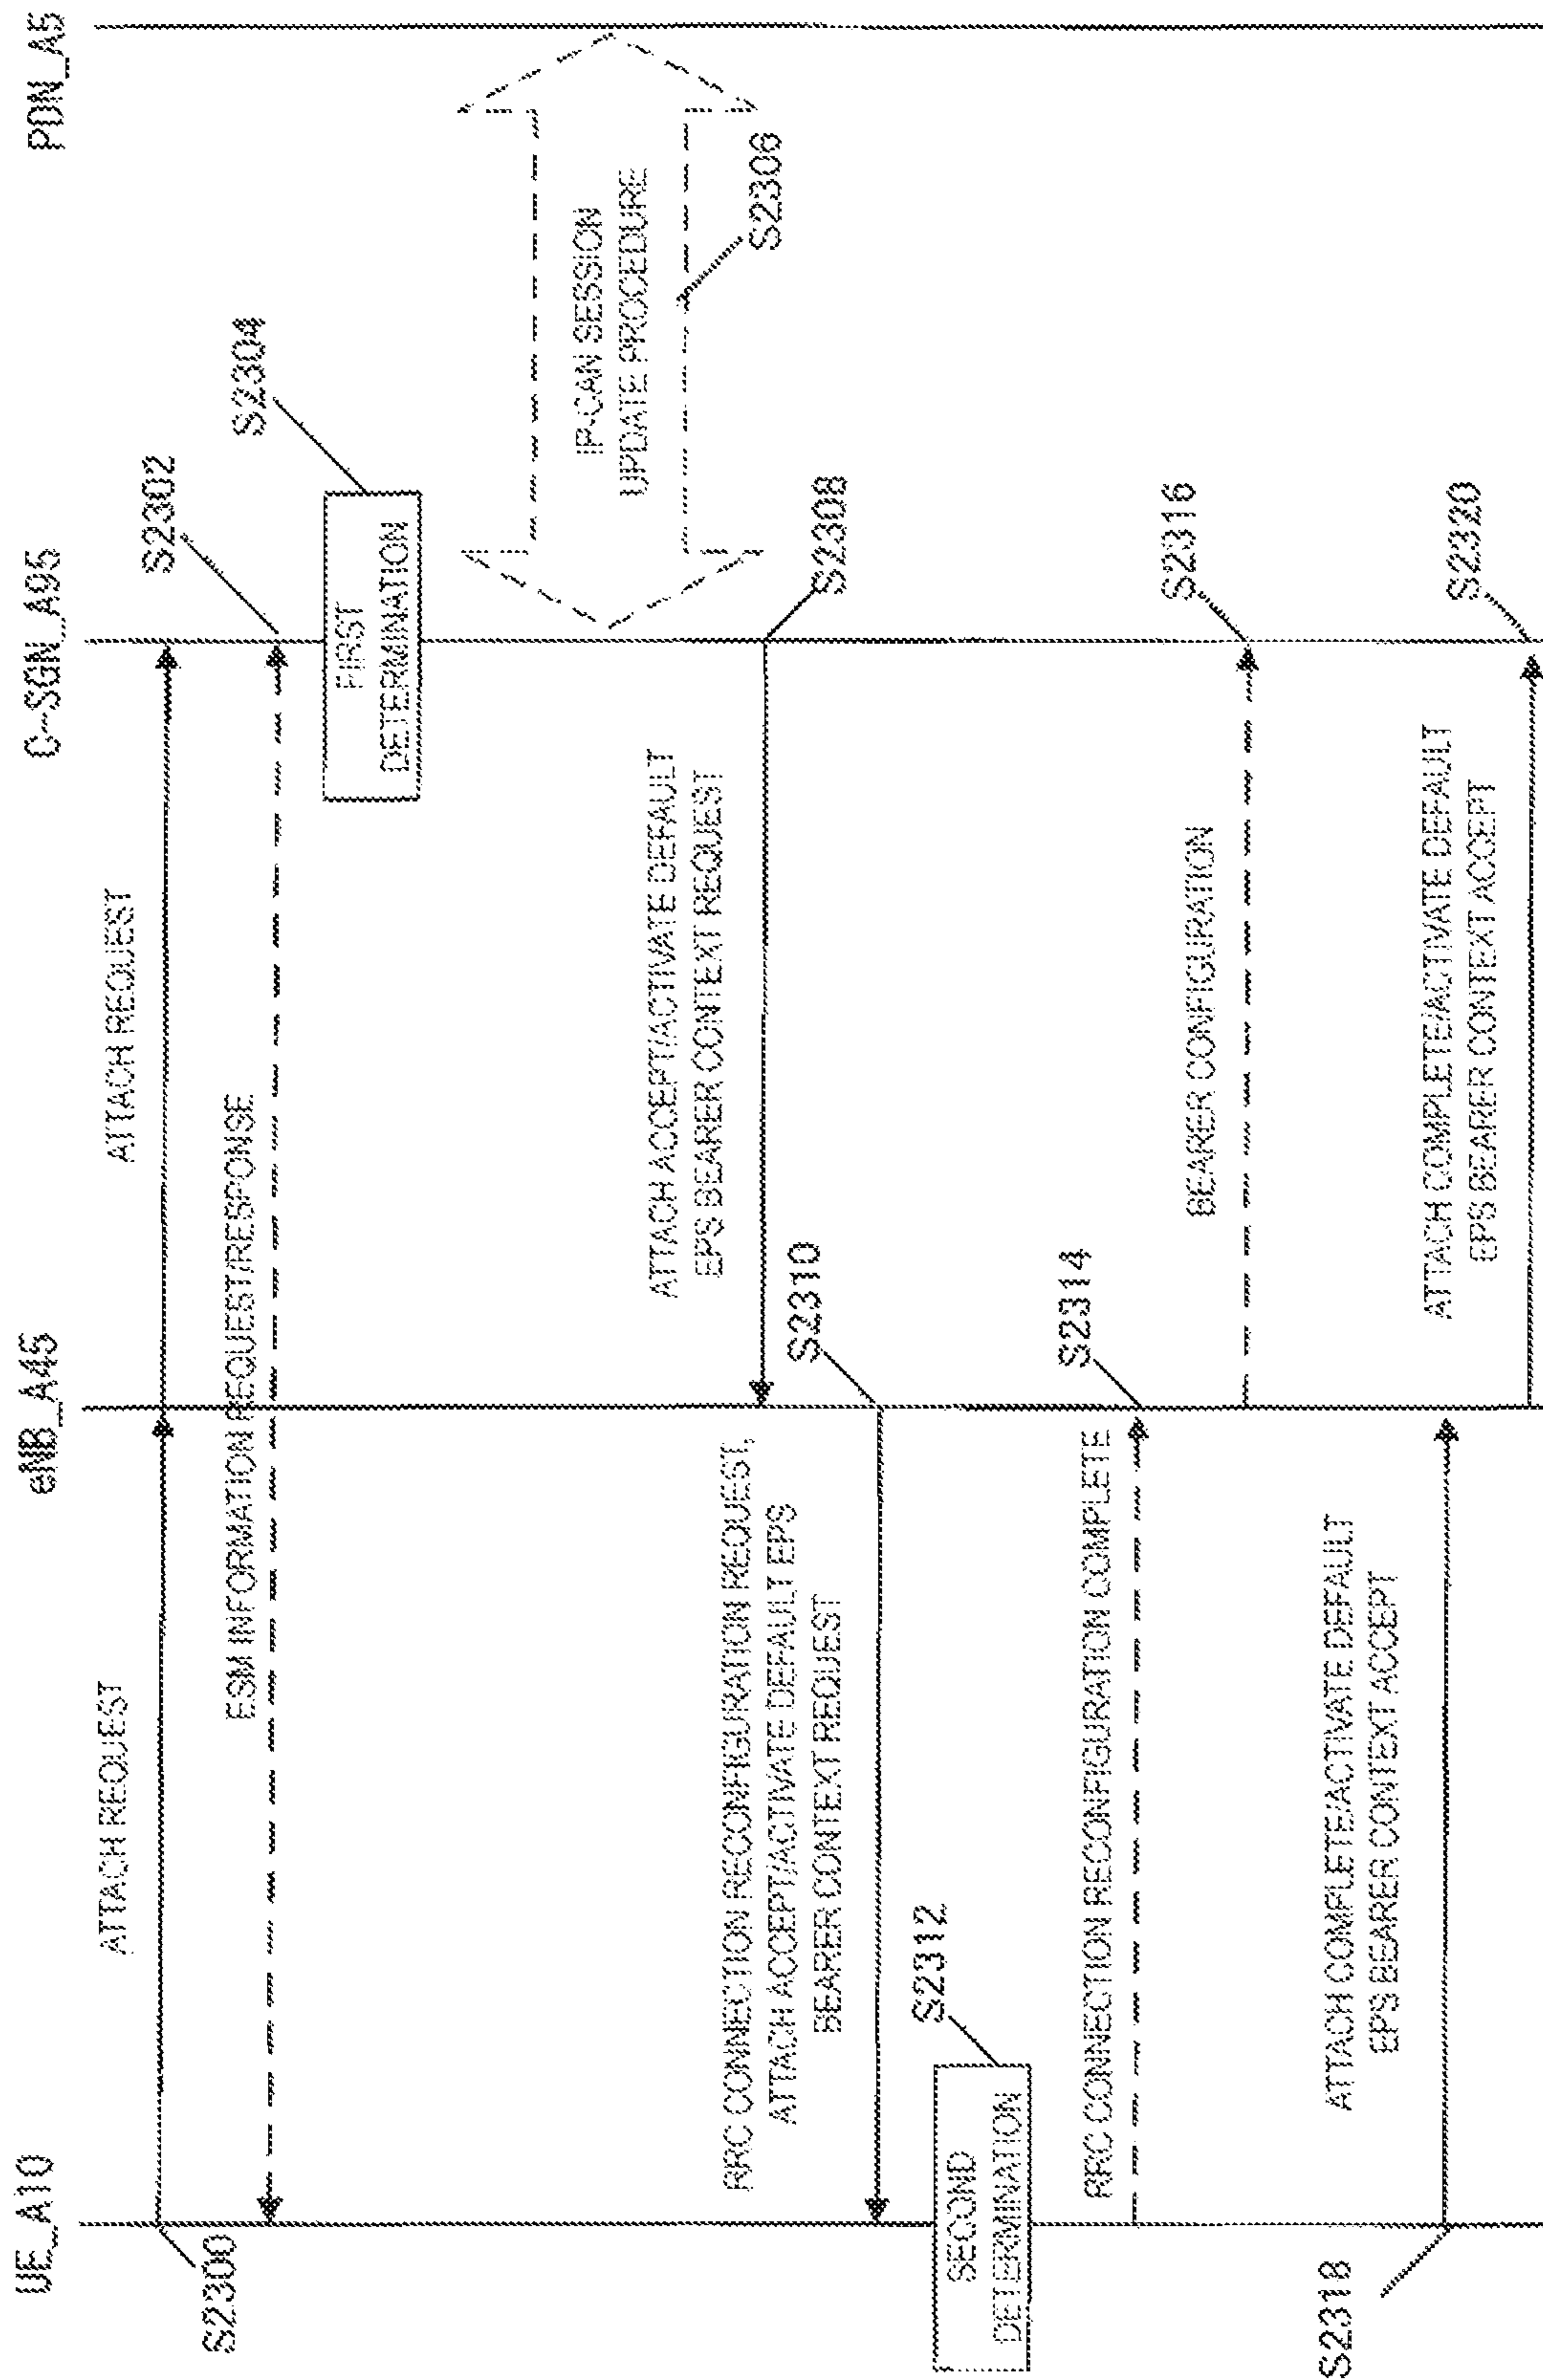 UE_A10
eNB_A45
C-SGN_A95
PDN_A5
ATTACH REQUEST
ATTACH REQUEST
S2300
S2302
ESM INFORMATION REQUEST/RESPONSE
S2304
FIRST
DETERMINATION
IP-CAN SESSION
UPDATE PROCEDURE
S2306
ATTACH ACCEPT/ACTIVATE DEFAULT
EPS BEARER CONTEXT REQUEST
S2308
S2310
RRC CONNECTION RECONFIGURATION REQUEST,
ATTACH ACCEPT/ACTIVATE DEFAULT EPS
BEARER CONTEXT REQUEST
S2312
SECOND
DETERMINATION
S2314
RRC CONNECTION RECONFIGURATION COMPLETE
BEARER CONFIGURATION
S2316
ATTACH COMPLETE/ACTIVATE DEFAULT
EPS BEARER CONTEXT ACCEPT
S2318
ATTACH COMPLETE/ACTIVATE DEFAULT
EPS BEARER CONTEXT ACCEPT
S2320